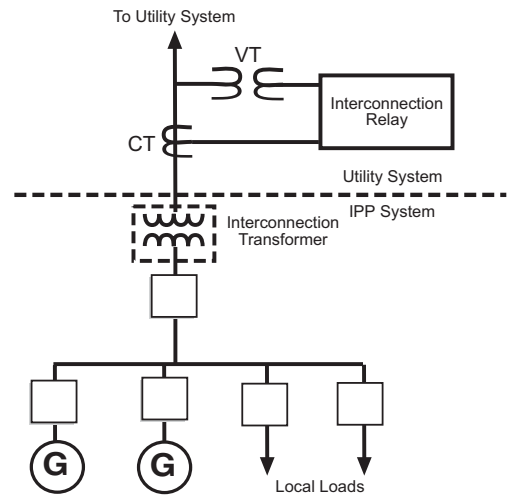 To Utility System
VT
Interconnection
Relay
CT
Utility System
IPP System
Interconnection
Transformer
G
G
Local Loads